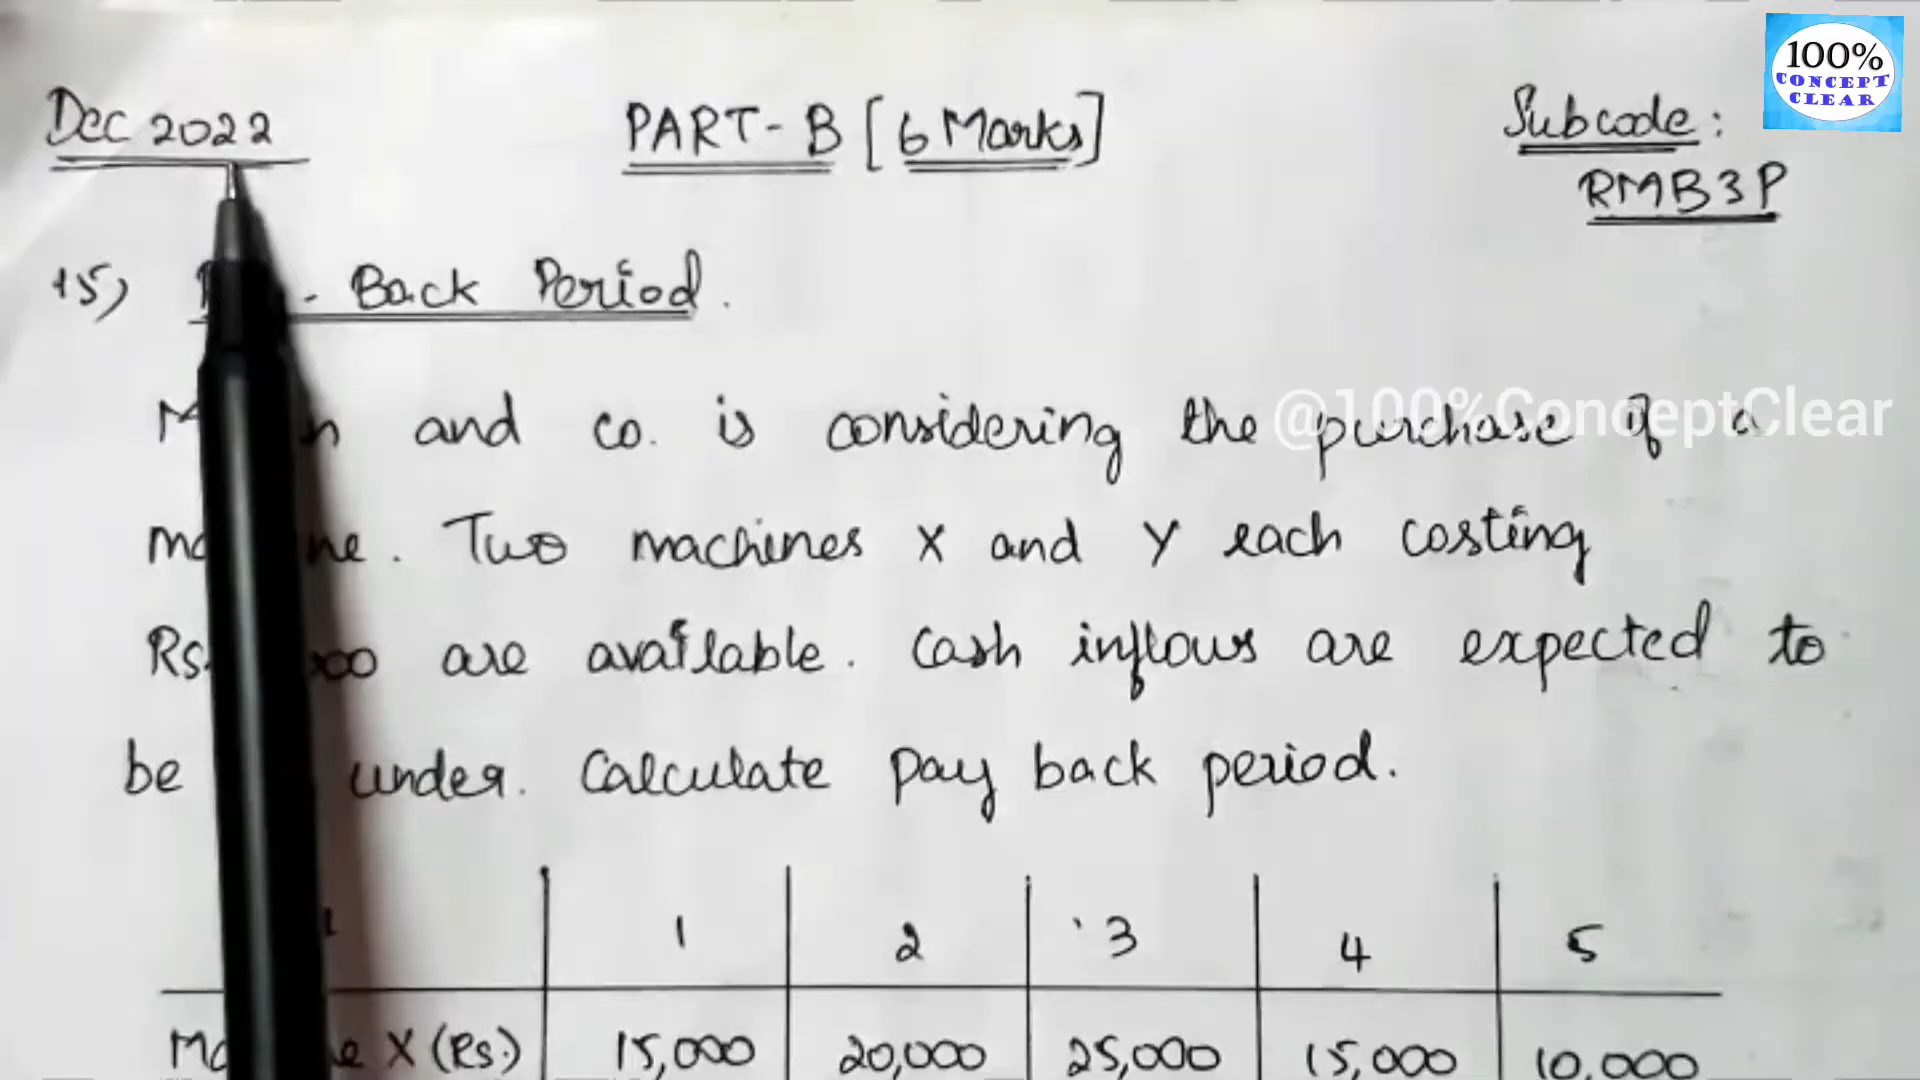 100%
CONCEPT
CLEAR
Dec 2022
PART-B [6 Marks]
Subcode:
RMB3P
15) - Back Period.
@100%ConceptClear
and co. is considering the purchase of a
. Two machines X and Y each costing
Rs. are available. Cash inflows are expected to
be under. Calculate Pay back period.
1 2 3 4 5
X (Rs.) 15,000 20,000 25,000 15,000 10,000